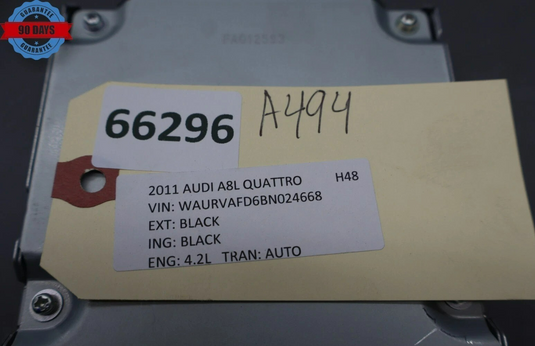 GUARANTEE
90 DAYS
GUARANTEE
66296
A494
2011 AUDI A8L QUATTRO H48
VIN: WAURVAFD6BN024668
EXT: BLACK
ING: BLACK
ENG: 4.2L TRAN: AUTO